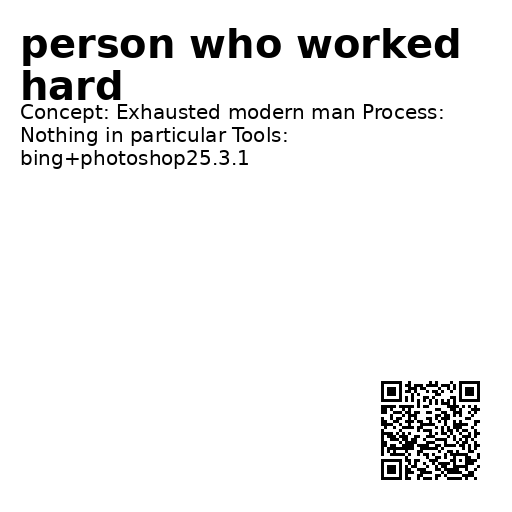 person who worked
hard
Concept: Exhausted modern man Process:
Nothing in particular Tools:
bing+photoshop25.3.1